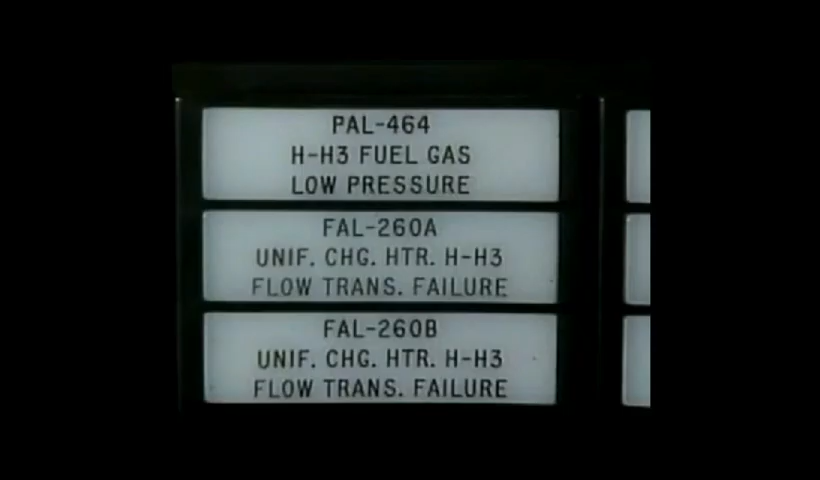 PAL-464
H-H3 FUEL GAS
LOW PRESSURE
FAL-260A
UNIF. CHG. HTR. H-H3
FLOW TRANS. FAILURE
FAL-260B
UNIF. CHG. HTR. H-H3
FLOW TRANS. FAILURE